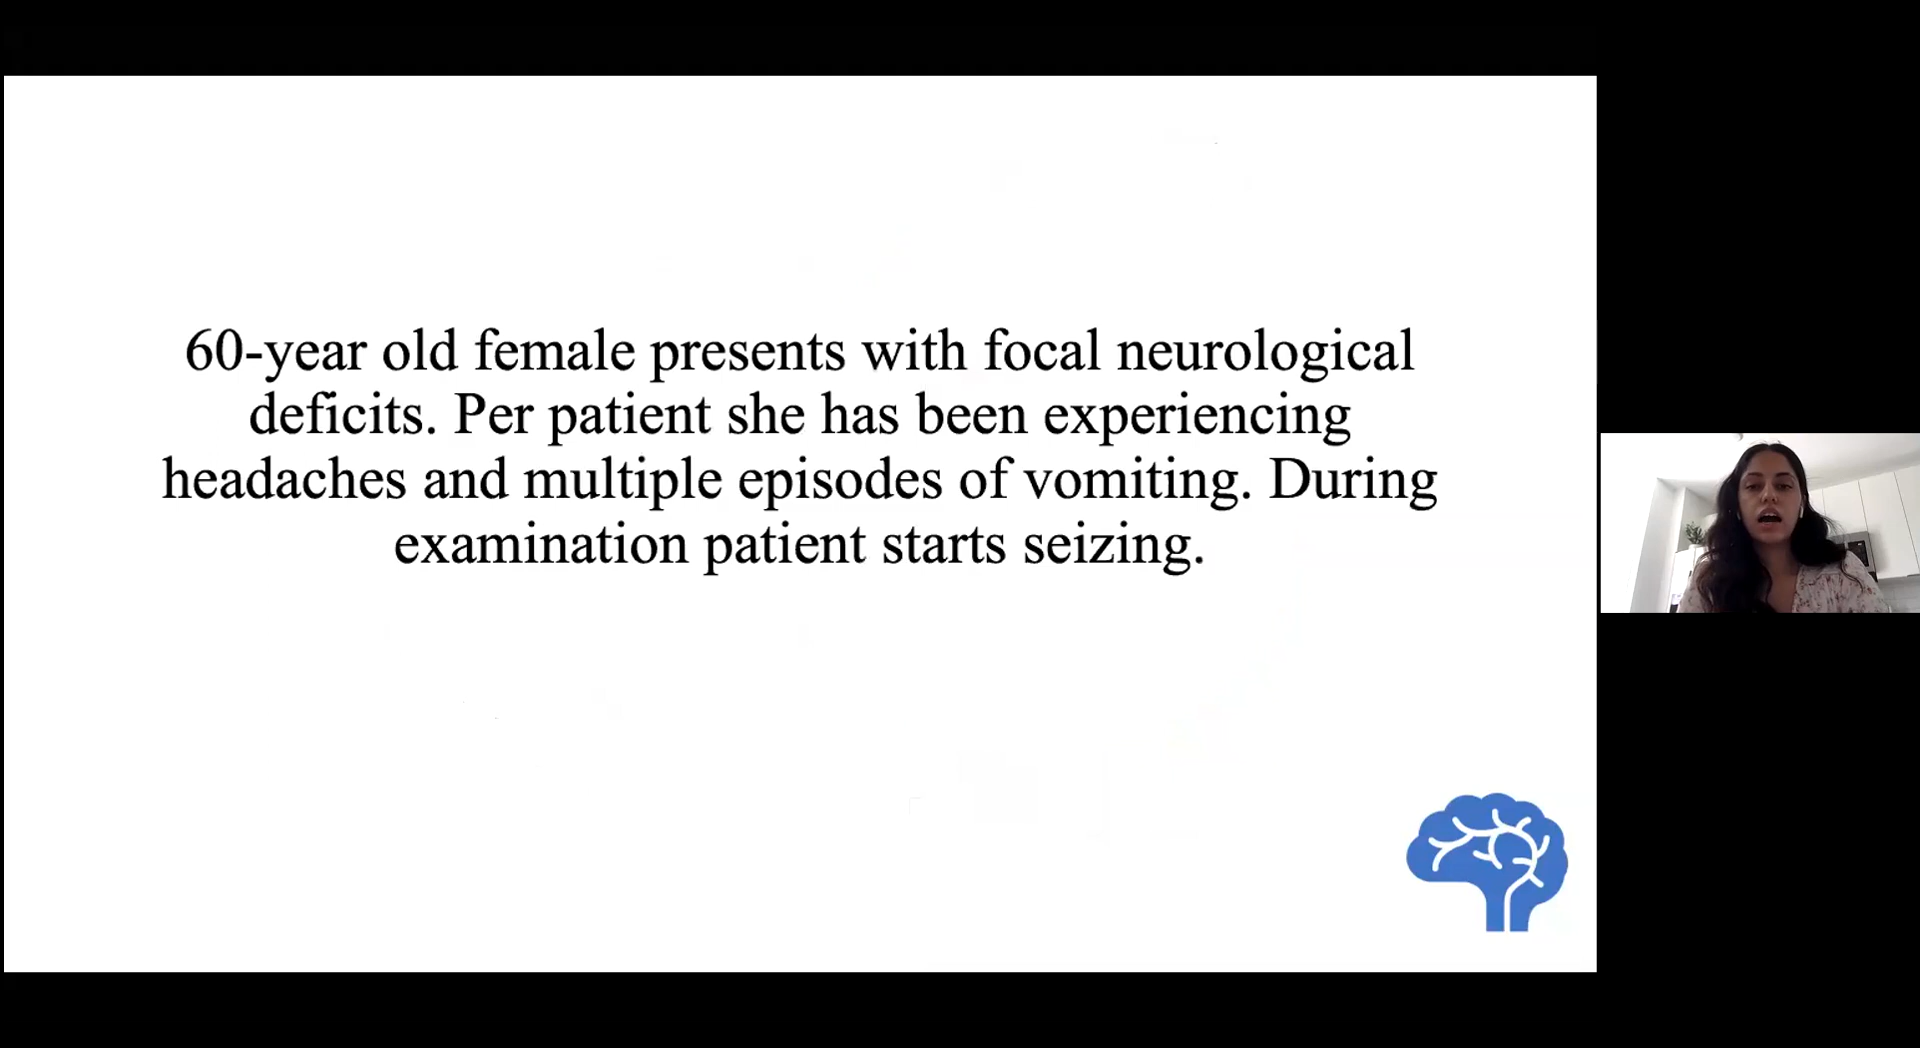 60-year old female presents with focal neurological
deficits. Per patient she has been experiencing
headaches and multiple episodes of vomiting. During
examination patient starts seizing.